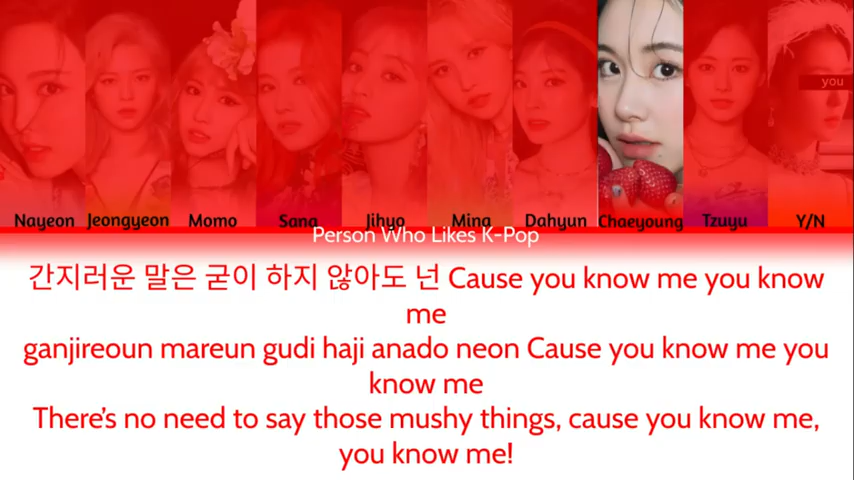 you
Nayeon Jeongyeon Momo Sana Jihyo Mina Dahyun Chaeyoung Tzuyu Y/N
Person Who Likes K-Pop
간지러운 말은 굳이 하지 않아도 넌 Cause you know me you know
me
ganjireoun mareun gudi haji anado neon Cause you know me you
know me
There's no need to say those mushy things, cause you know me,
you know me!